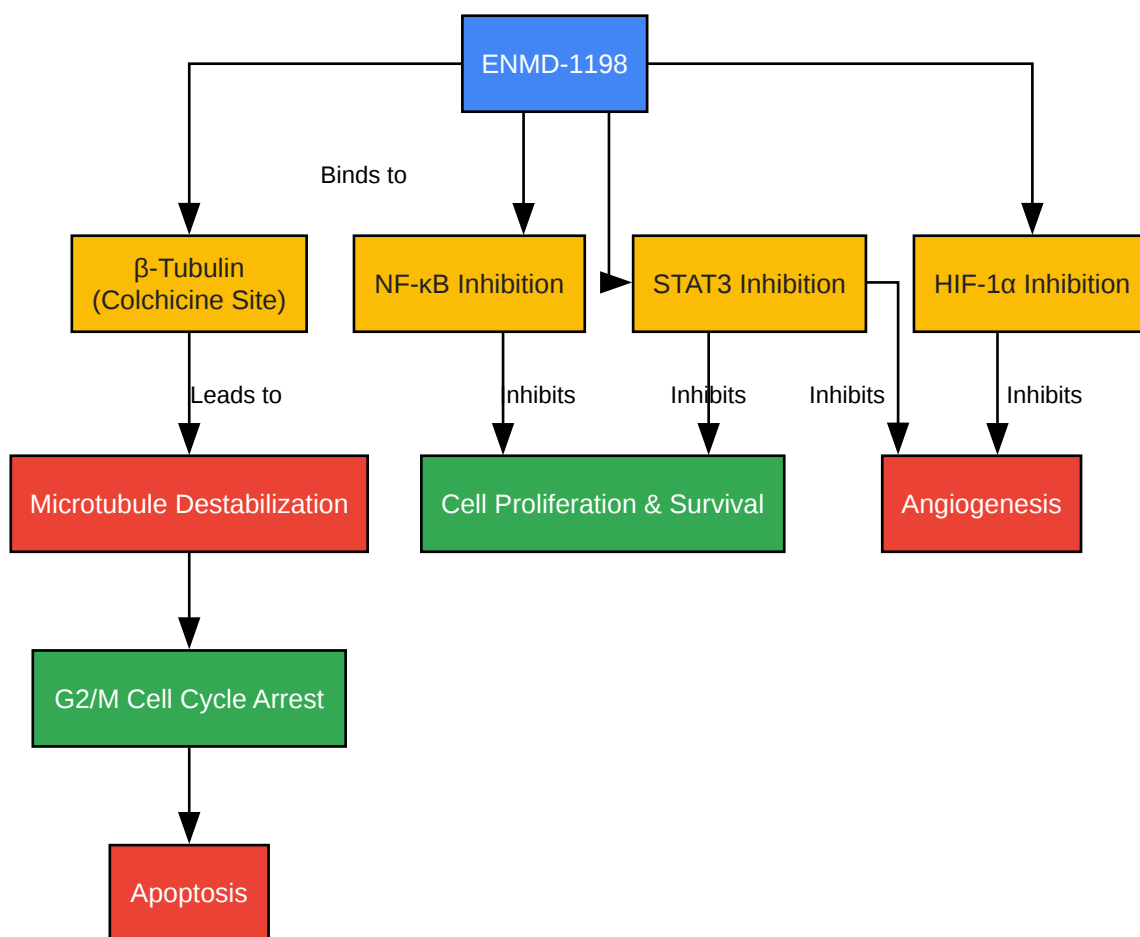 ENMD-1198
Binds to
β-Tubulin
(Colchicine Site)
NF-κB Inhibition
STAT3 Inhibition
HIF-1α Inhibition
Leads to
Inhibits
Inhibits
Inhibits
Inhibits
Microtubule Destabilization
Cell Proliferation & Survival
Angiogenesis
G2/M Cell Cycle Arrest
Apoptosis